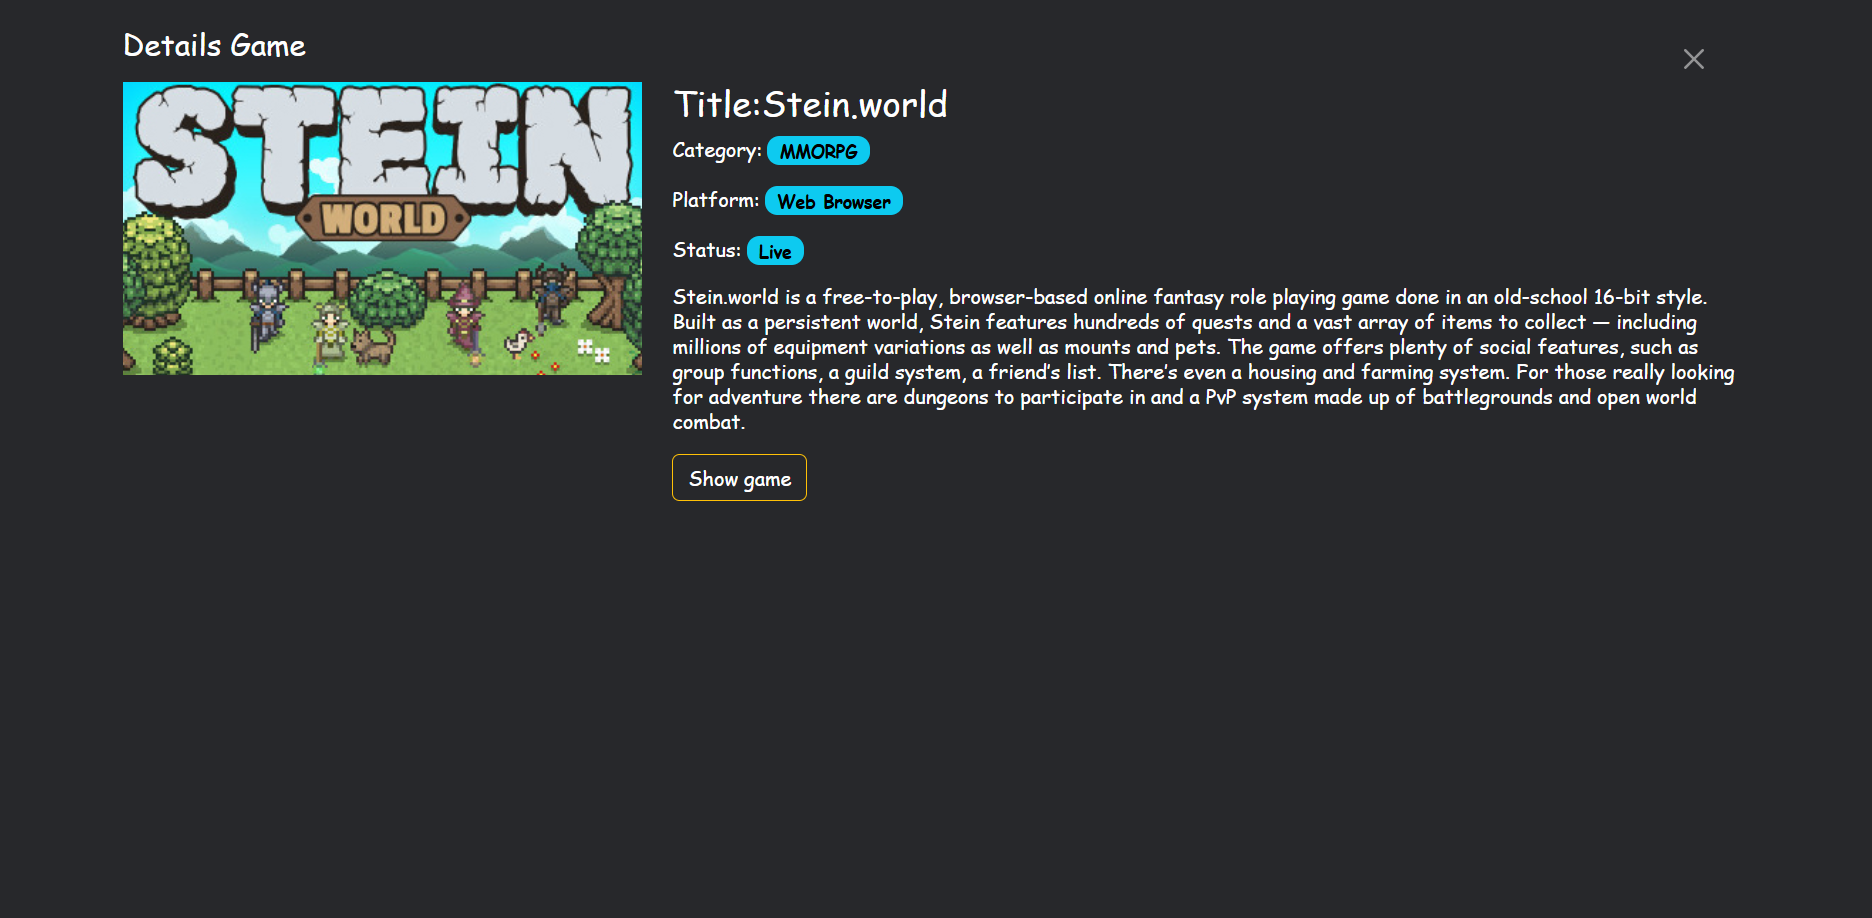 Details Game
STEIN
WORLD
Title:Stein.world
Category: MMORPG
Platform: Web Browser
Status: Live
Stein.world is a free-to-play, browser-based online fantasy role playing game done in an old-school 16-bit style.
Built as a persistent world, Stein features hundreds of quests and a vast array of items to collect — including
millions of equipment variations as well as mounts and pets. The game offers plenty of social features, such as
group functions, a guild system, a friend's list. There's even a housing and farming system. For those really looking
for adventure there are dungeons to participate in and a PvP system made up of battlegrounds and open world
combat.
Show game